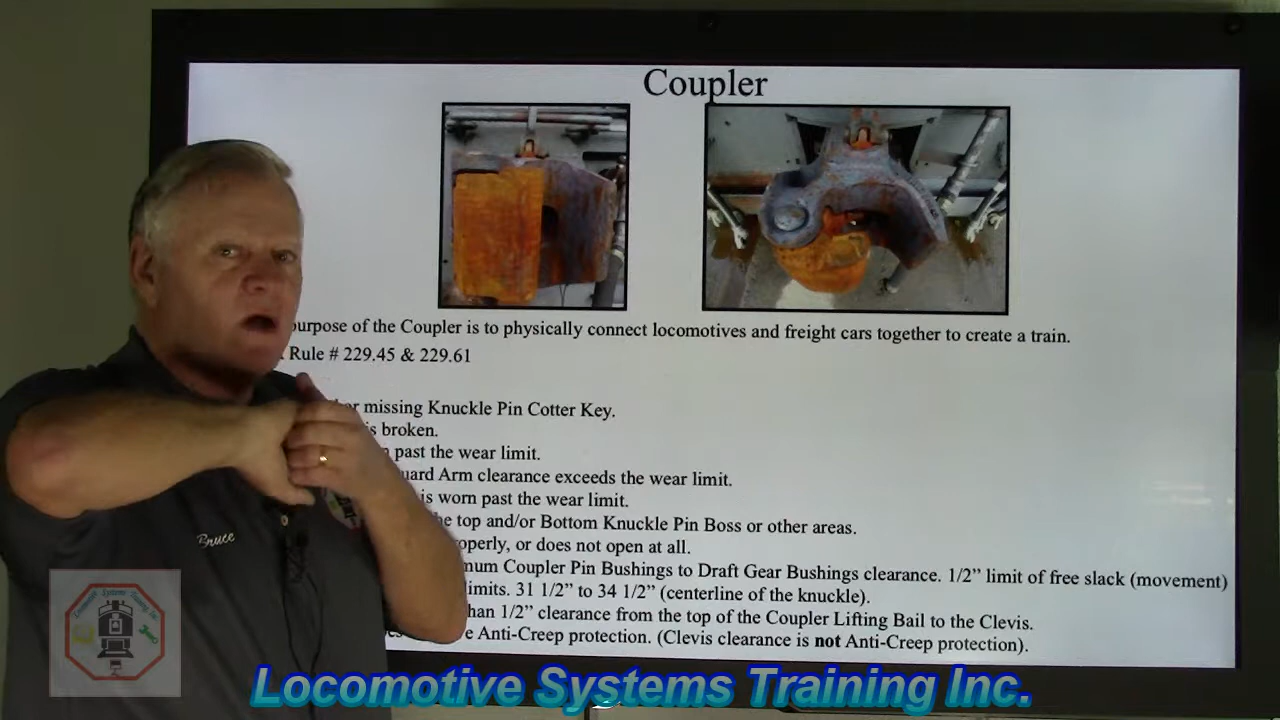 Coupler
purpose of the Coupler is to physically connect locomotives and freight cars together to create a train.
Rule # 229.45 & 229.61
or missing Knuckle Pin Cotter Key.
is broken.
past the wear limit.
Arm clearance exceeds the wear limit.
is worn past the wear limit.
top and/or Bottom Knuckle Pin Boss or other areas.
or does not open at all.
Coupler Pin Bushings to Draft Gear Bushings clearance. 1/2” limit of free slack (movement)
31 1/2” to 34 1/2” (centerline of the knuckle).
1/2” clearance from the top of the Coupler Lifting Bail to the Clevis.
Anti-Creep protection. (Clevis clearance is not Anti-Creep protection).
Bruce
Locomotive Systems Training Inc.
Locomotive Systems Training Inc.